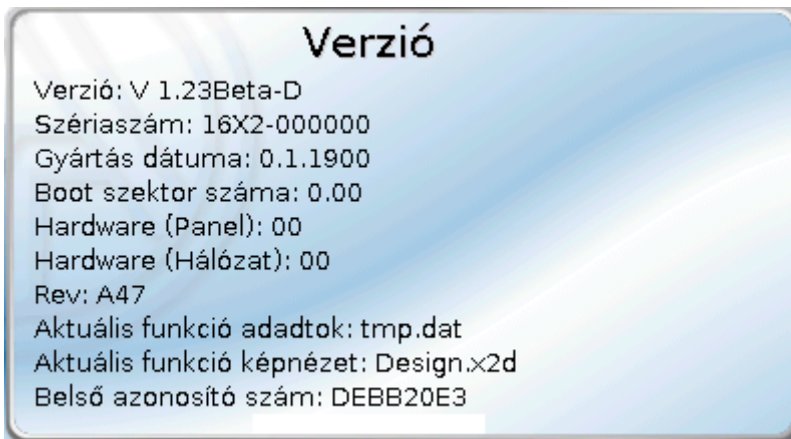 Verzió
Verzió: V 1.23Beta-D
Szériaszám: 16X2-000000
Gyártás dátuma: 0.1.1900
Boot szektor száma: 0.00
Hardware (Panel): 00
Hardware (Hálózat): 00
Rev: A47
Aktuális funkció adadtok: tmp.dat
Aktuális funkció képnézet: Design.x2d
Belső azonosító szám: DEBB20E3